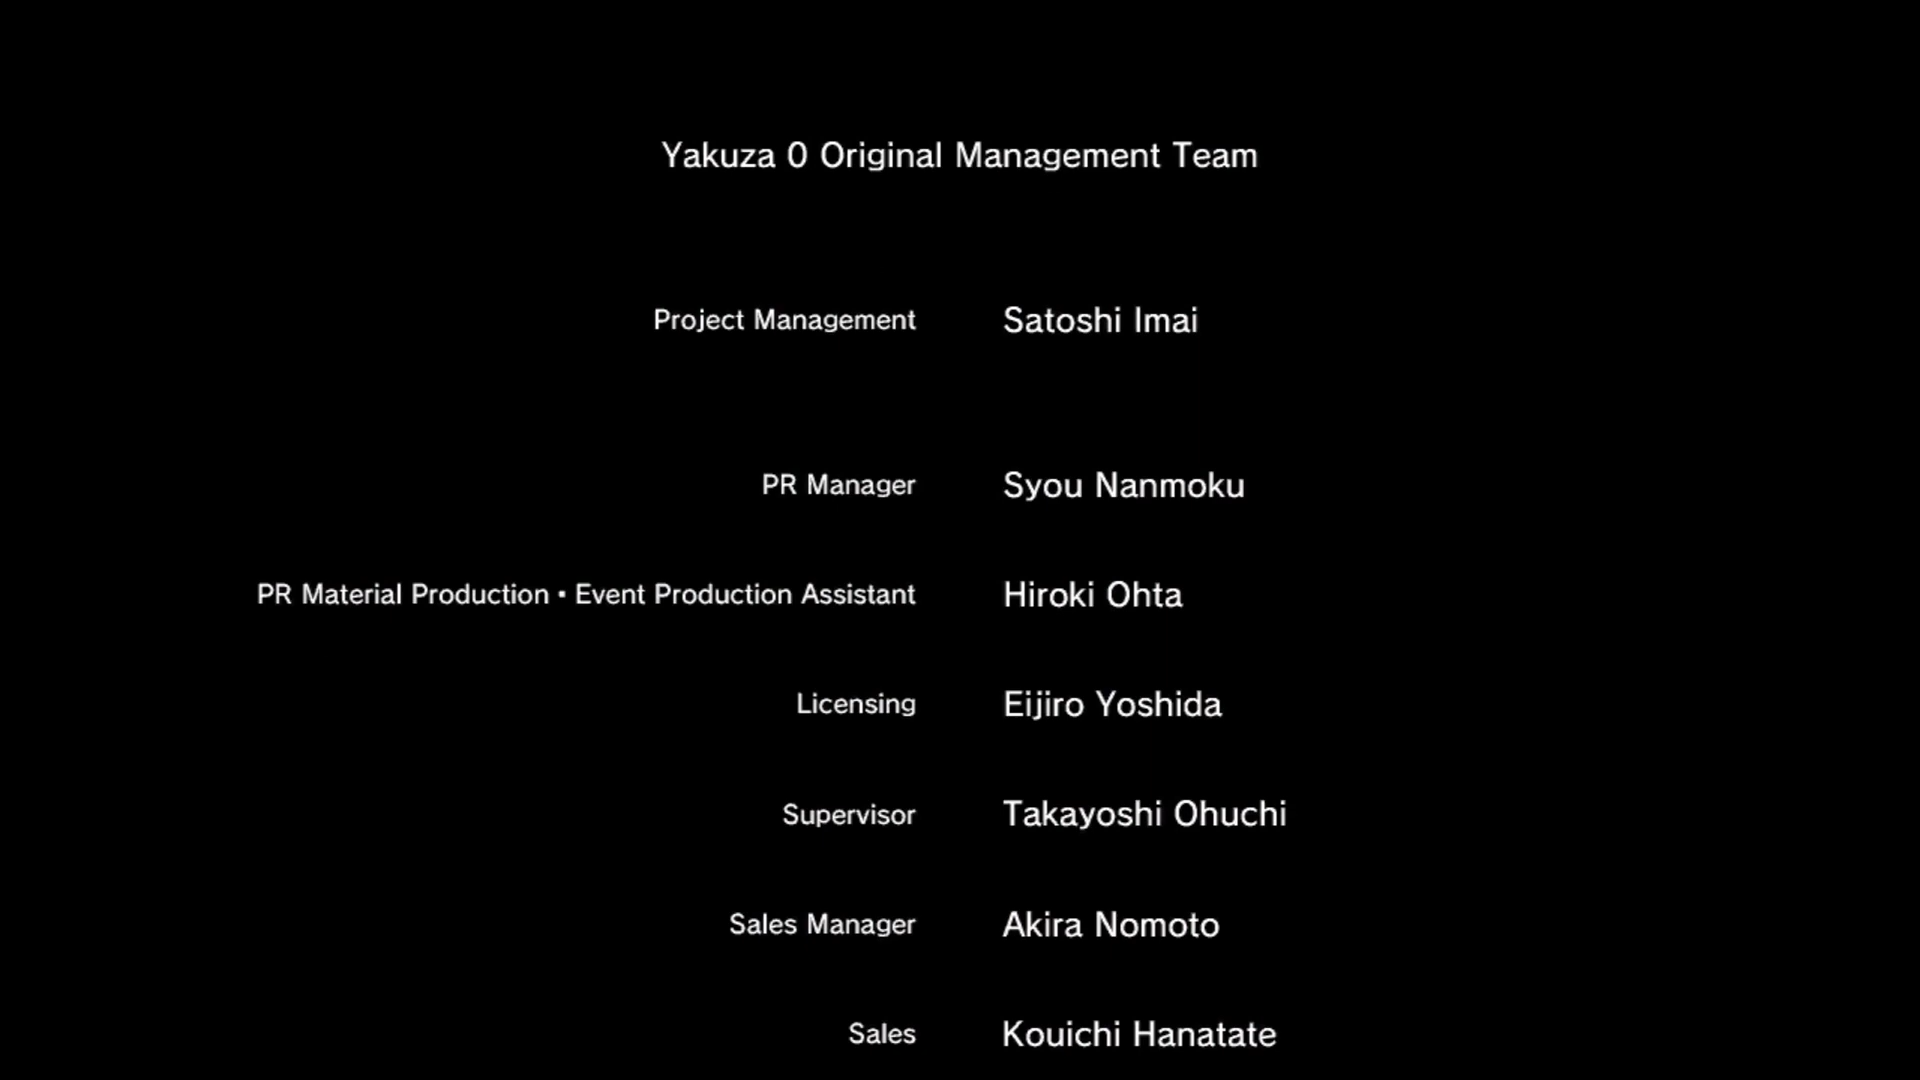 Yakuza 0 Original Management Team
Project Management Satoshi Imai
PR Manager Syou Nanmoku
PR Material Production・Event Production Assistant Hiroki Ohta
Licensing Eijiro Yoshida
Supervisor Takayoshi Ohuchi
Sales Manager Akira Nomoto
Sales Kouichi Hanatate